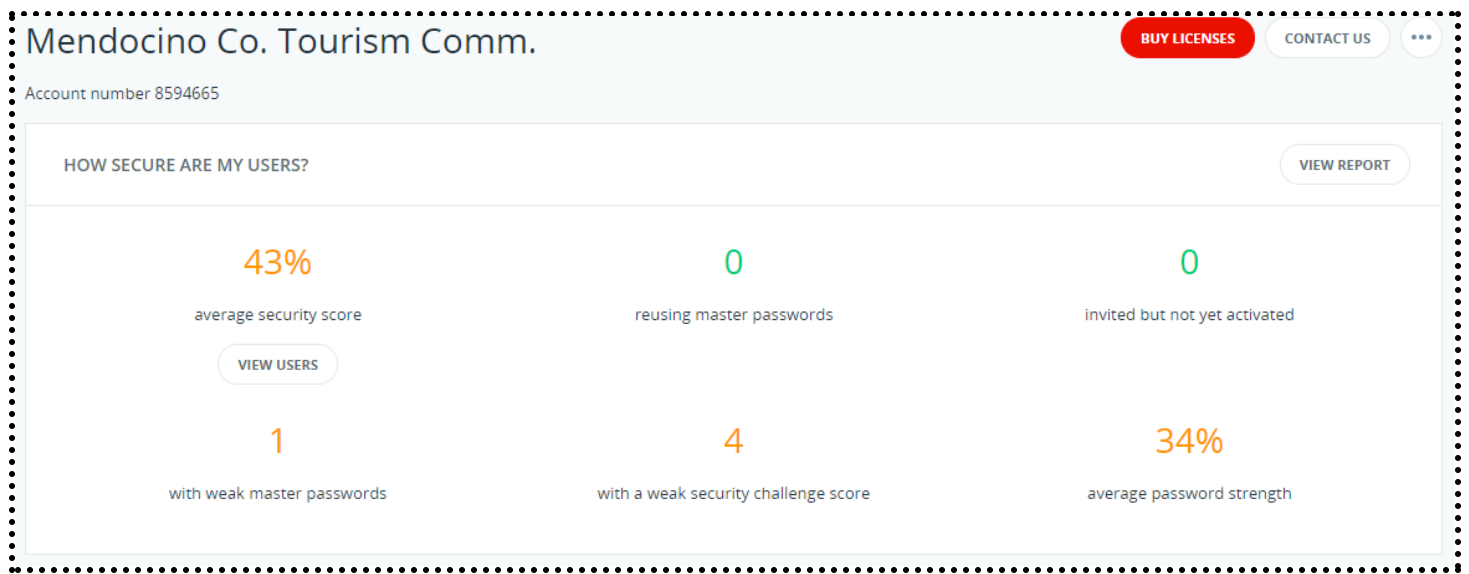 Mendocino Co. Tourism Comm.
BUY LICENSES
CONTACT US
Account number 8594665
HOW SECURE ARE MY USERS?
VIEW REPORT
43%
0
0
average security score
reusing master passwords
invited but not yet activated
VIEW USERS
1
4
34%
with weak master passwords
with a weak security challenge score
average password strength